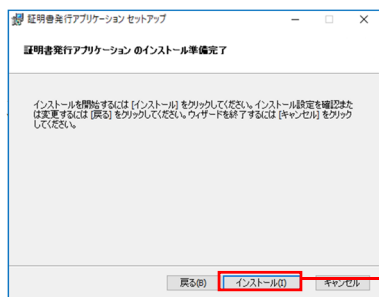 証明書発行アプリケーション セットアップ
証明書発行アプリケーション のインストール準備完了
インストールを開始するには [インストール] をクリックしてください。インストール設定を確認また
は変更するには [戻る] をクリックしてください。ウィザードを終了するには [キャンセル] をクリック
してください。
戻る(B) インストール(I) キャンセル